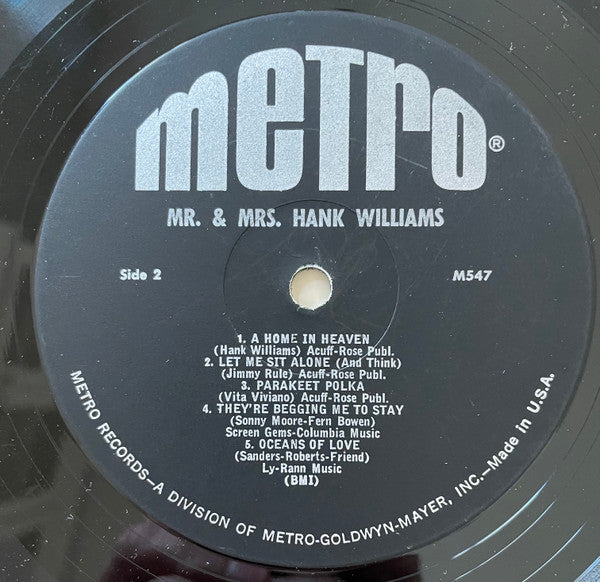 metro®
MR. & MRS. HANK WILLIAMS
Side 2
M547
1. A HOME IN HEAVEN
(Hank Williams) Acuff-Rose Publ.
2. LET ME SIT ALONE (And Think)
(Jimmy Rule) Acuff-Rose Publ.
3. PARAKEET POLKA
(Vita Viviano) Acuff-Rose Publ.
4. THEY'RE BEGGING ME TO STAY
(Sonny Moore-Fern Bowen)
Screen Gems-Columbia Music
5. OCEANS OF LOVE
(Sanders-Roberts-Friend)
Ly-Rann Music
(BMI)
METRO RECORDS—A DIVISION OF METRO-GOLDWYN-MAYER, INC.—Made in U.S.A.